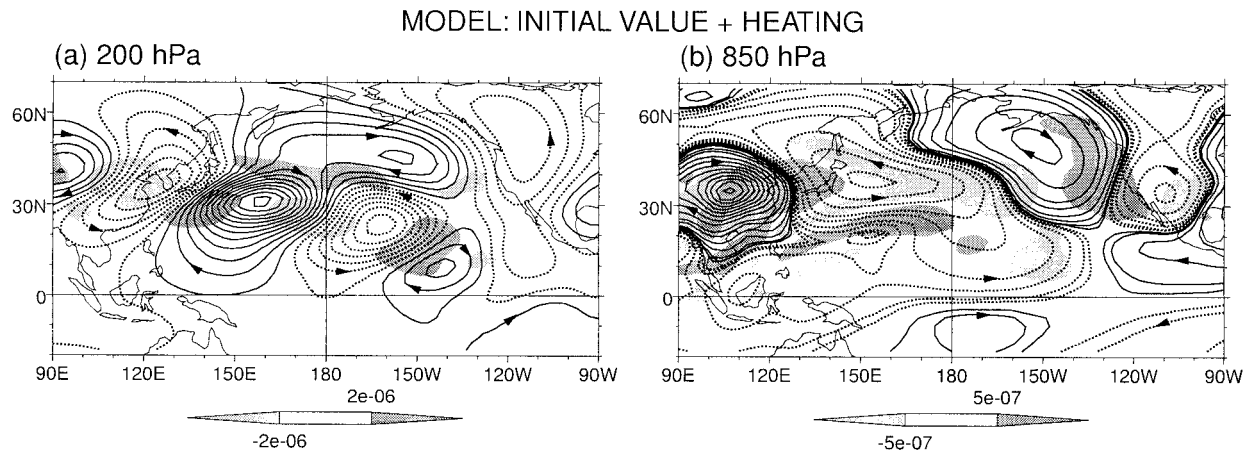 MODEL: INITIAL VALUE + HEATING
(a) 200 hPa
(b) 850 hPa
60N
30N
0
90E 120E 150E 180 150W 120W 90W
2e-06
-2e-06
60N
30N
0
90E 120E 150E 180 150W 120W 90W
5e-07
-5e-07